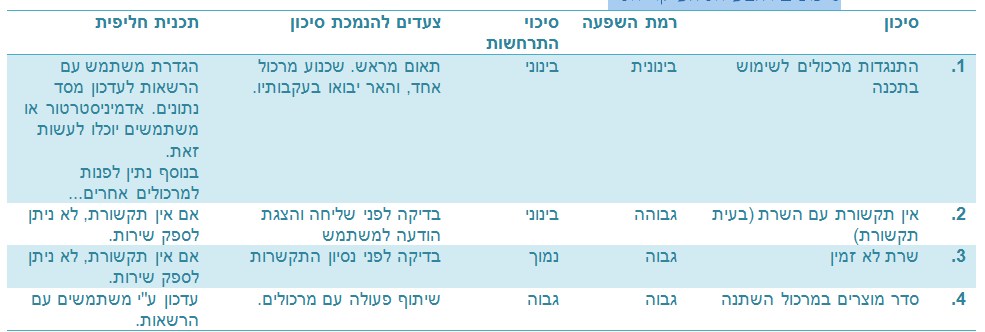 סיכון רמת השפעה סיכוי התרחשות צעדים להנמכת סיכון תכנית חליפית
1. התנגדות מרכולים לשימוש בתכנה בינונית בינוני תאום מראש. שכנוע מרכול אחד, והאר יבואו בעקבותיו. הגדרת משתמש עם הרשאות לעדכון מסד נתונים. אדמיניסטרטור או משתמשים יוכלו לעשות זאת. בנוסף נתין לפנות למרכולים אחרים...
2. אין תקשורת עם השרת (בעית תקשורת) גבוהה בינוני בדיקה לפני שליחה והצגת הודעה למשתמש אם אין תקשורת, לא ניתן לספק שירות.
3. שרת לא זמין גבוה נמוך בדיקה לפני נסיון התקשרות אם אין תקשורת, לא ניתן לספק שירות.
4. סדר מוצרים במרכול השתנה גבוה גבוה שיתוף פעולה עם מרכולים. עדכון ע"י משתמשים עם הרשאות.